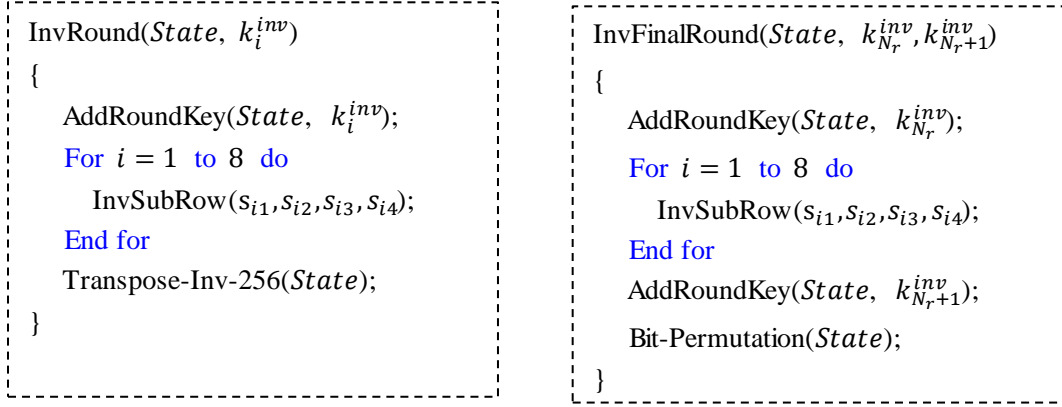 InvRound(State, k_i^{inv})
{
AddRoundKey(State, k_i^{inv});
For i = 1 to 8 do
InvSubRow(s_{i1},s_{i2},s_{i3},s_{i4});
End for
Transpose-Inv-256(State);
}
InvFinalRound(State, k_{N_r}^{inv},k_{N_r+1}^{inv})
{
AddRoundKey(State, k_{N_r}^{inv});
For i = 1 to 8 do
InvSubRow(s_{i1},s_{i2},s_{i3},s_{i4});
End for
AddRoundKey(State, k_{N_r+1}^{inv});
Bit-Permutation(State);
}